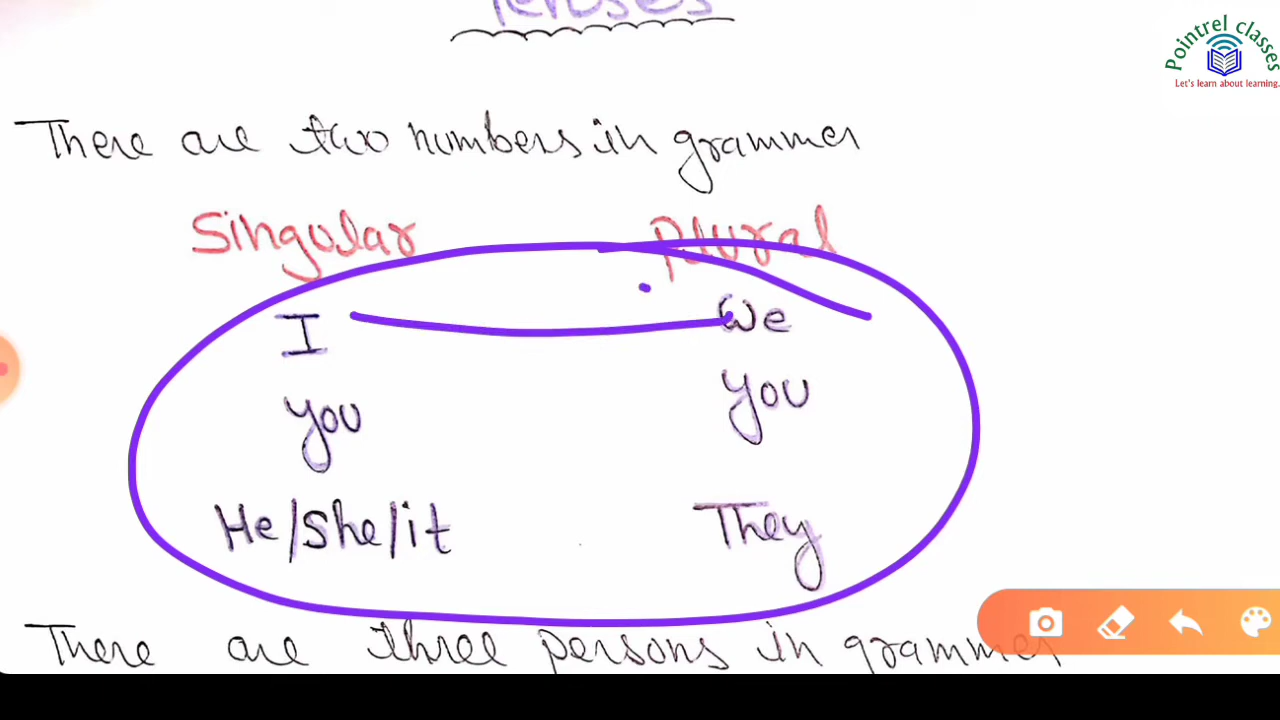 Tenses
Pointrel classes
Let's learn about learning.
There are two numbers in grammer
Singular Plural
I We
you you
He/She/it They
There are three persons in grammer